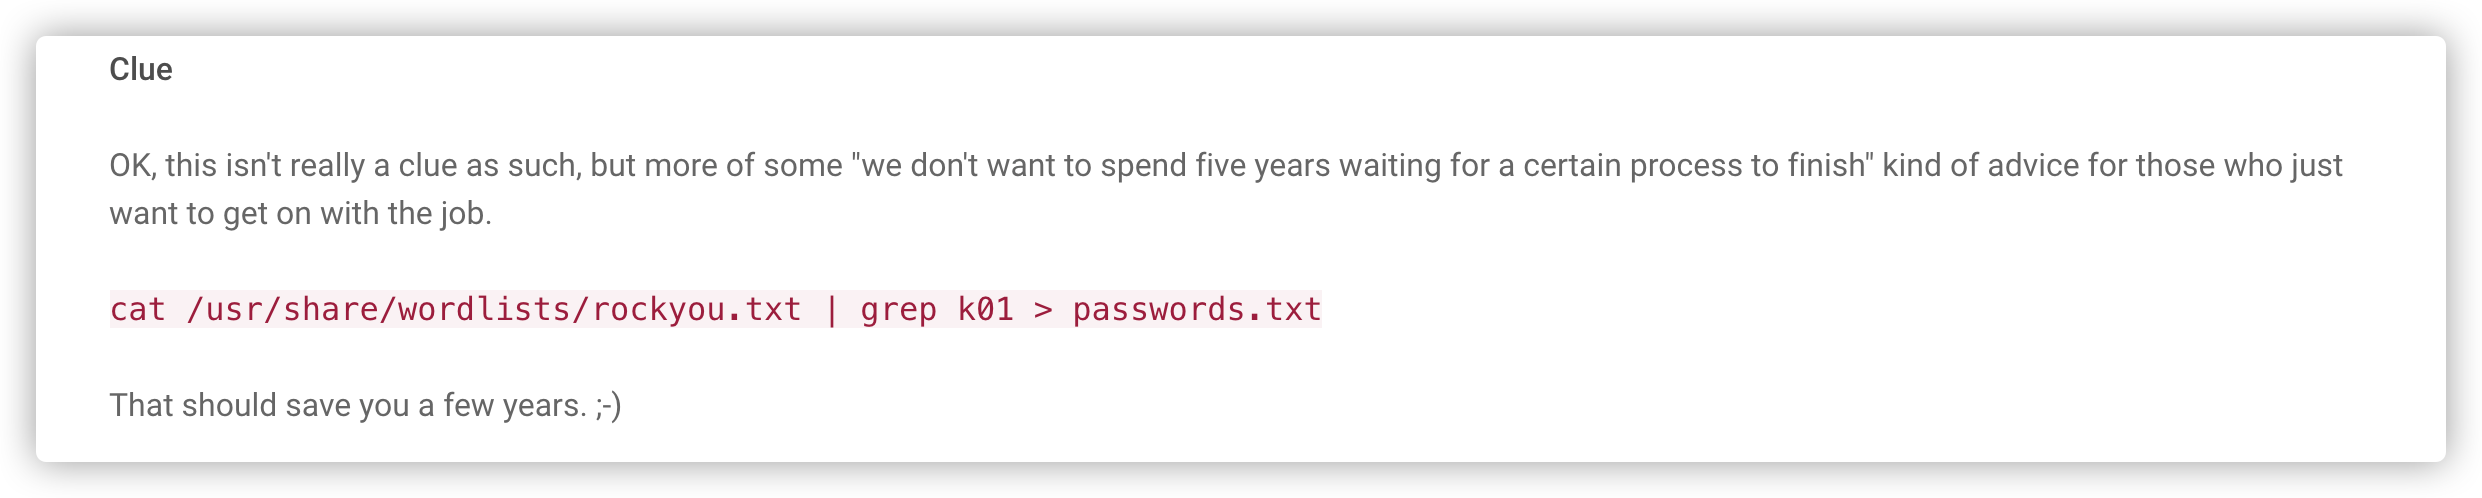 Clue
OK, this isn't really a clue as such, but more of some "we don't want to spend five years waiting for a certain process to finish" kind of advice for those who just
want to get on with the job.
cat /usr/share/wordlists/rockyou.txt | grep k01 > passwords.txt
That should save you a few years. ;-)